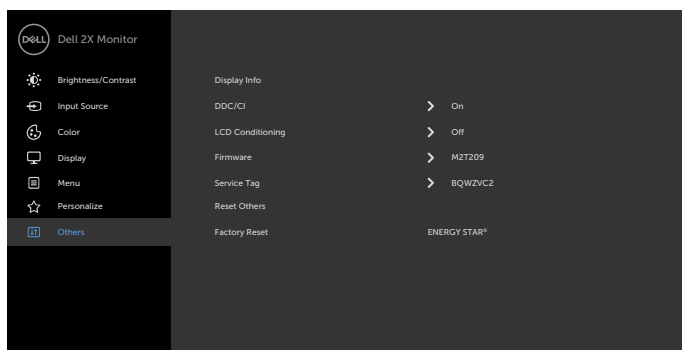 DELL Dell 2X Monitor
Brightness/Contrast Display Info
Input Source DDC/CI On
Color LCD Conditioning Off
Display Firmware M2T209
Menu Service Tag BQWZVC2
Personalize Reset Others
Others Factory Reset ENERGY STAR®